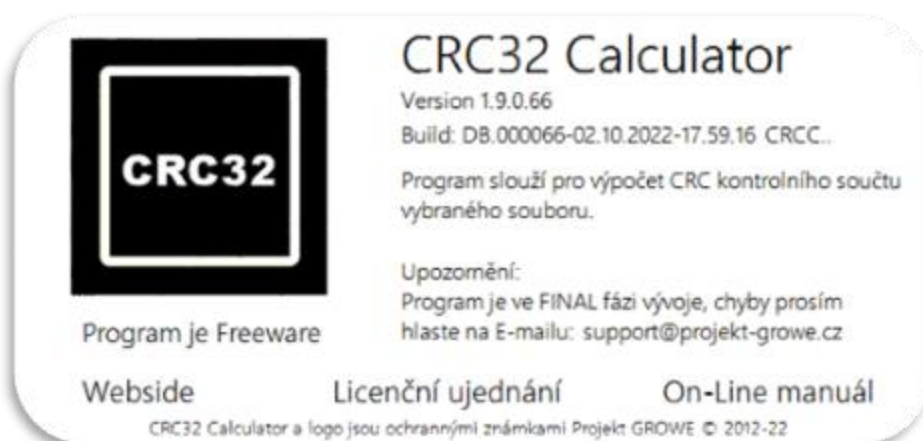 CRC32
CRC32 Calculator
Version 1.9.0.66
Build: DB.000066-02.10.2022-17.59.16 CRCC..
Program slouží pro výpočet CRC kontrolního součtu
vybraného souboru.
Upozornění:
Program je ve FINAL fázi vývoje, chyby prosím
hlaste na E-mailu: support@projekt-growe.cz
Program je Freeware
Webside Licenční ujednání On-Line manuál
CRC32 Calculator a logo jsou ochrannými známkami Projekt GROWE © 2012-22